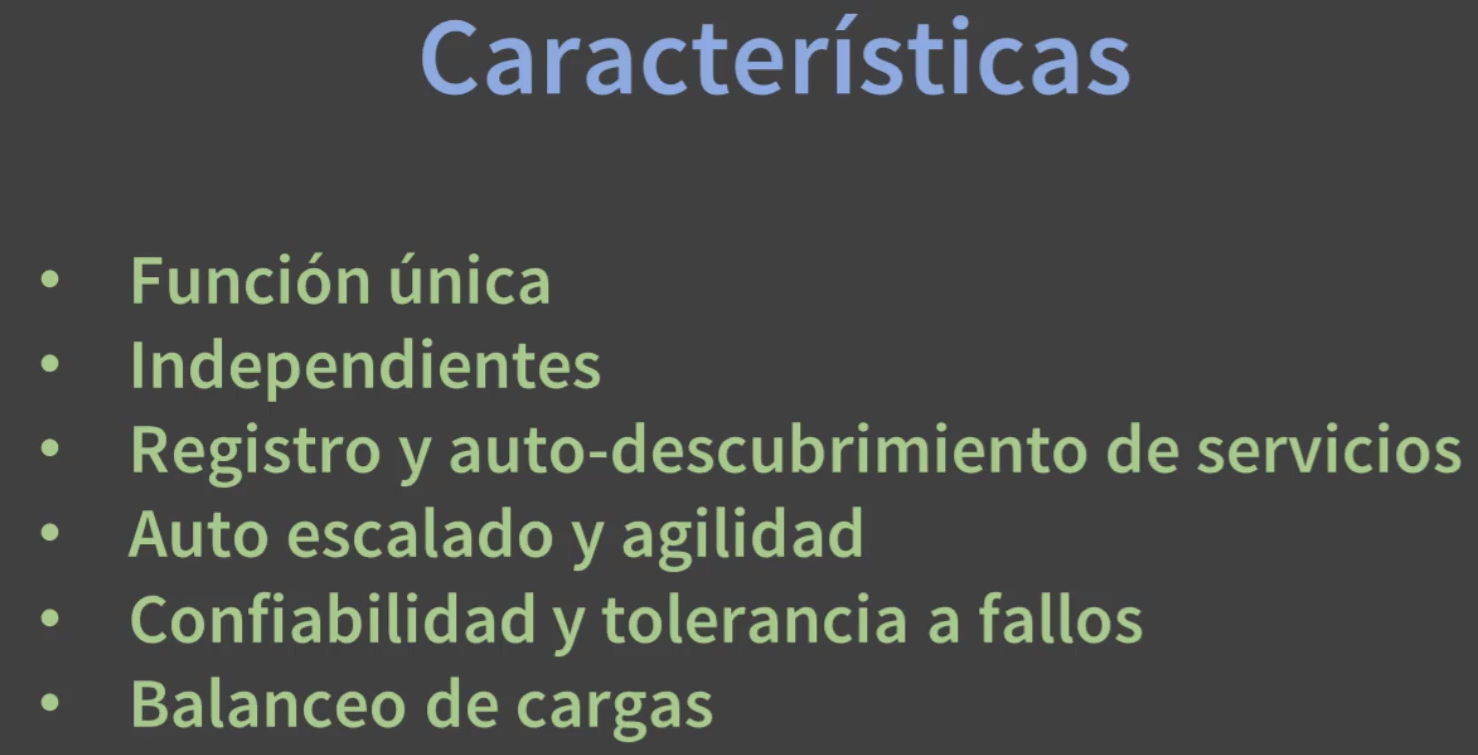 Características
• Función única
• Independientes
• Registro y auto-descubrimiento de servicios
• Auto escalado y agilidad
• Confiabilidad y tolerancia a fallos
• Balanceo de cargas